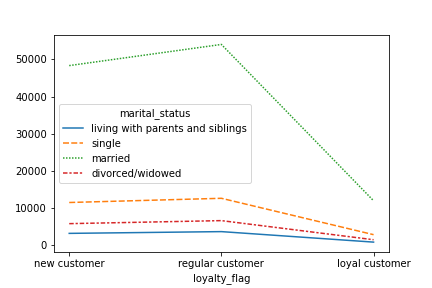 50000
40000
30000
20000
10000
0
marital_status
living with parents and siblings
single
married
divorced/widowed
new customer regular customer loyal customer
loyalty_flag